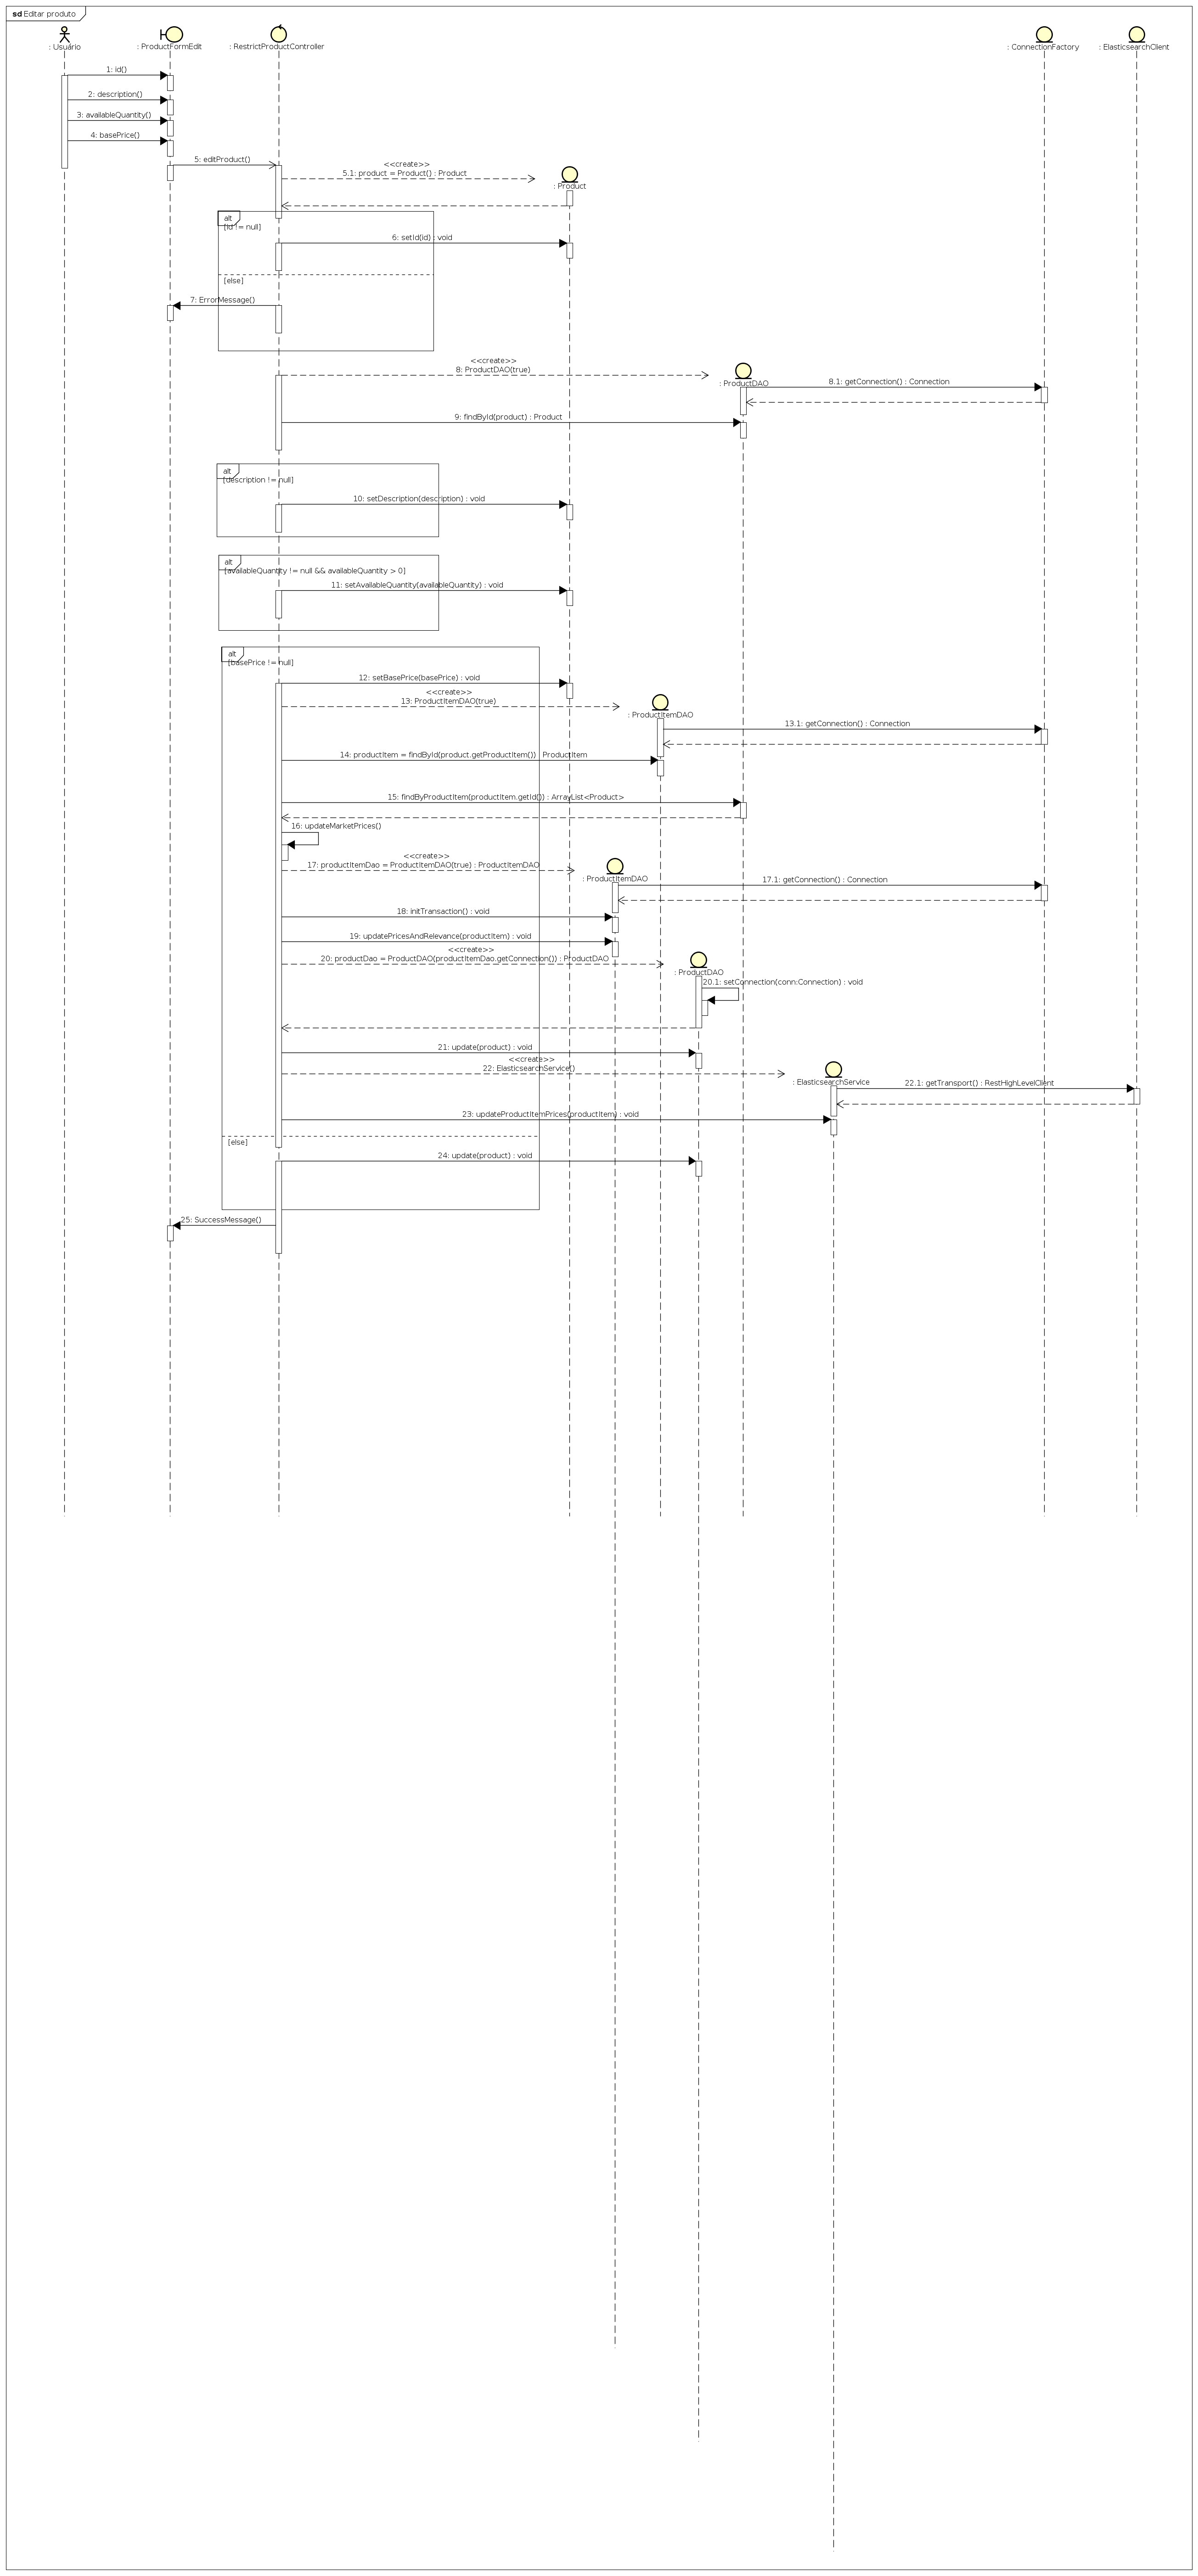 sd Editar produto
: Usuário
: ProductFormEdit
: RestrictProductController
: ConnectionFactory
: ElasticsearchClient
1: id()
2: description()
3: availableQuantity()
4: basePrice()
5: editProduct()
<<create>>
5.1: product = Product() : Product
: Product
alt
[id != null]
6: setId(id) : void
[else]
7: ErrorMessage()
<<create>>
8: ProductDAO(true)
: ProductDAO
8.1: getConnection() : Connection
9: findById(product) : Product
alt
[description != null]
10: setDescription(description) : void
alt
[availableQuantity != null && availableQuantity > 0]
11: setAvailableQuantity(availableQuantity) : void
alt
[basePrice != null]
12: setBasePrice(basePrice) : void
<<create>>
13: ProductItemDAO(true)
: ProductItemDAO
13.1: getConnection() : Connection
14: productItem = findById(product.getProductItem()) : ProductItem
15: findByProductItem(productItem.getId()) : ArrayList<Product>
16: updateMarketPrices()
<<create>>
17: productItemDao = ProductItemDAO(true) : ProductItemDAO
: ProductItemDAO
17.1: getConnection() : Connection
18: initTransaction() : void
19: updatePricesAndRelevance(productItem) : void
<<create>>
20: productDao = ProductDAO(productItemDao.getConnection()) : ProductDAO
: ProductDAO
20.1: setConnection(conn:Connection) : void
21: update(product) : void
<<create>>
22: ElasticsearchService()
: ElasticsearchService
22.1: getTransport() : RestHighLevelClient
23: updateProductItemPrices(productItem) : void
[else]
24: update(product) : void
25: SuccessMessage()